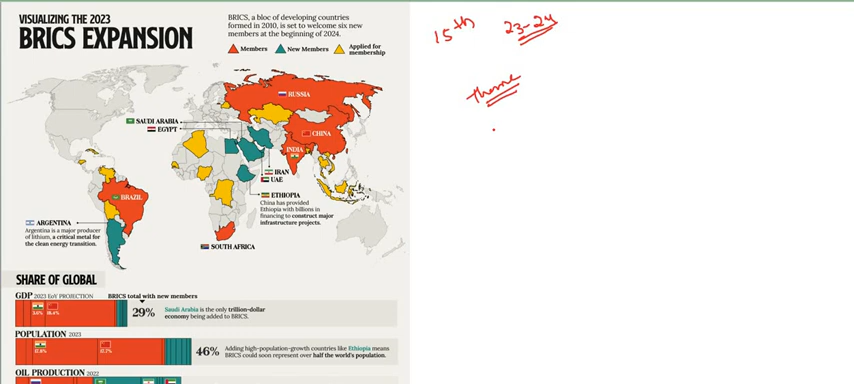 VISUALIZING THE 2023
BRICS EXPANSION
BRICS, a bloc of developing countries
formed in 2010, is set to welcome six new
members at the beginning of 2024.
Members
New Members
Applied for
membership
RUSSIA
SAUDI ARABIA
EGYPT
CHINA
INDIA
IRAN
UAE
ETHIOPIA
China has provided
Ethiopia with billions in
financing to construct major
infrastructure projects.
BRAZIL
ARGENTINA
Argentina is a major producer
of lithium, a critical metal for
the clean energy transition.
SOUTH AFRICA
SHARE OF GLOBAL
GDP 2023 EoY PROJECTION
BRICS total with new members
29%
Saudi Arabia is the only trillion-dollar
economy being added to BRICS.
POPULATION 2023
17.7%
46%
Adding high-population-growth countries like Ethiopia means
BRICS could soon represent over half the world's population.
OIL PRODUCTION 2022
15th 23-24
Theme